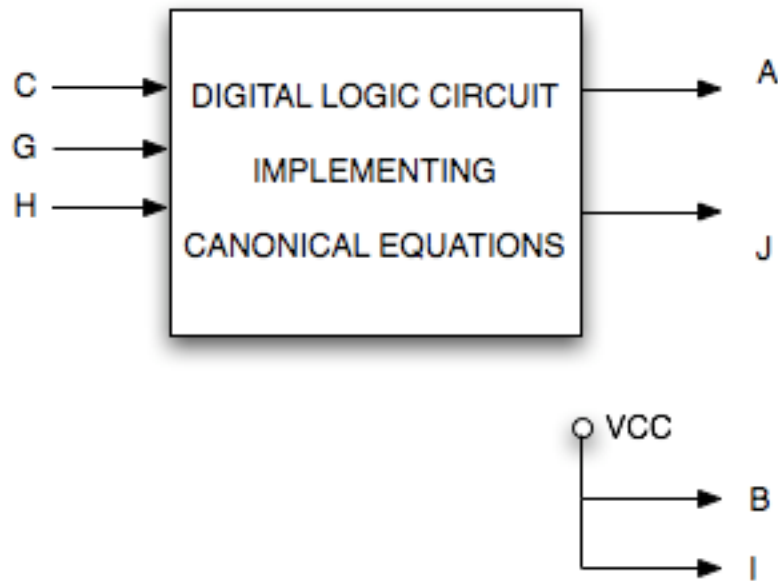 C
G
H
DIGITAL LOGIC CIRCUIT
IMPLEMENTING
CANONICAL EQUATIONS
A
J
VCC
B
I